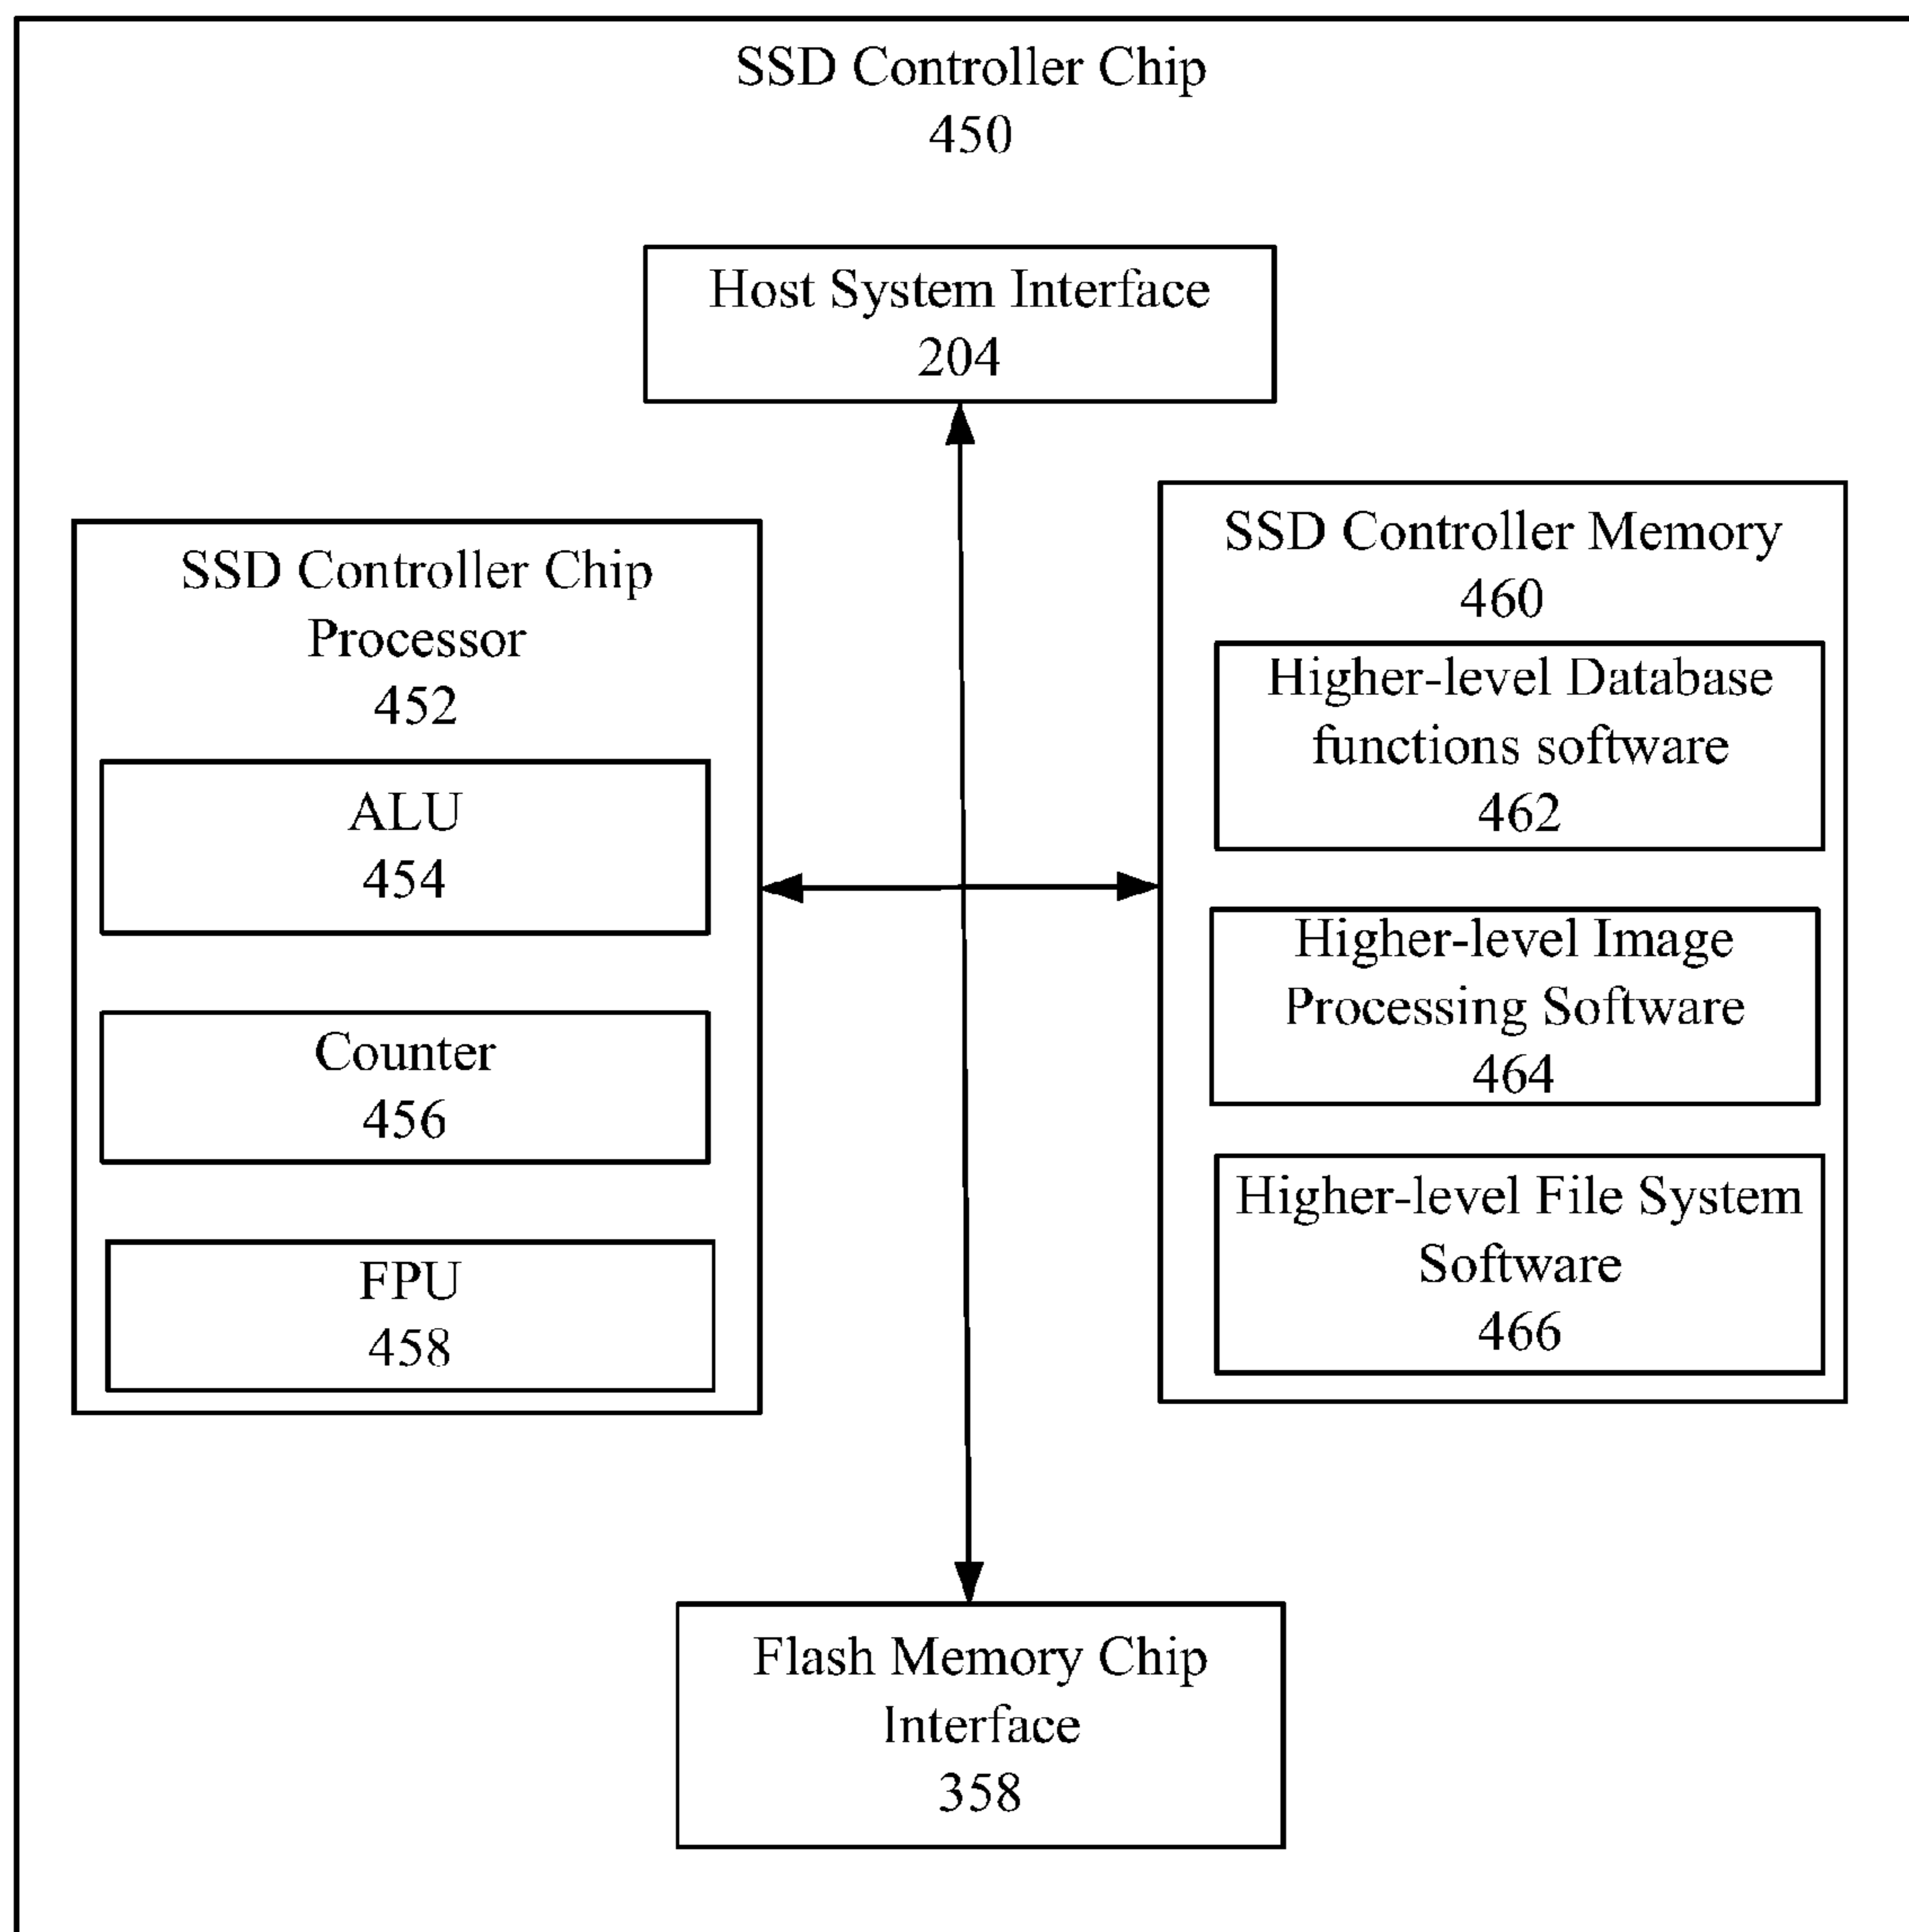 SSD Controller Chip
450
Host System Interface
204
SSD Controller Chip
Processor
452
ALU
454
Counter
456
FPU
458
SSD Controller Memory
460
Higher-level Database
functions software
462
Higher-level Image
Processing Software
464
Higher-level File System
Software
466
Flash Memory Chip
Interface
358